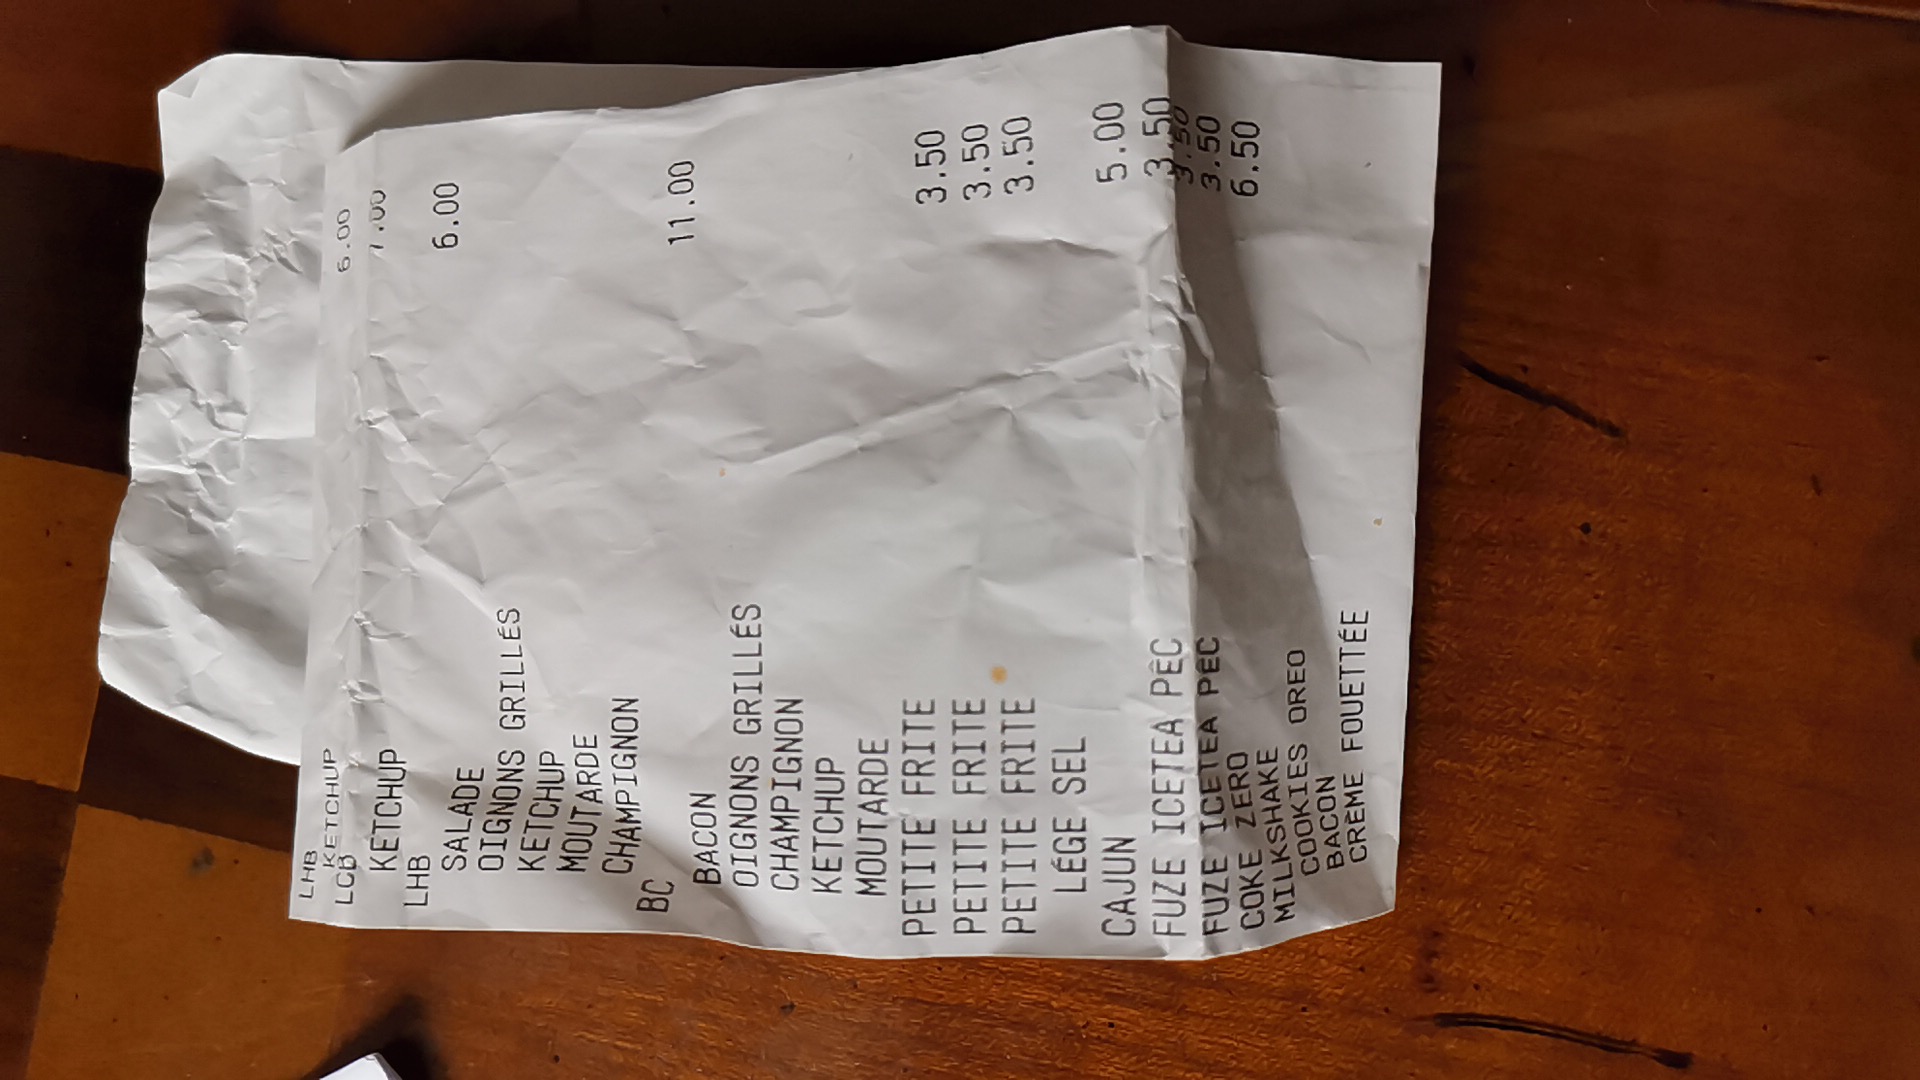 LHB 6.00
KETCHUP
LCB 7.00
KETCHUP
LHB 6.00
SALADE
OIGNONS GRILLÉS
KETCHUP
MOUTARDE
CHAMPIGNON
BC 11.00
BACON
OIGNONS GRILLÉS
CHAMPIGNON
KETCHUP
MOUTARDE
PETITE FRITE 3.50
PETITE FRITE 3.50
PETITE FRITE 3.50
LÉGE SEL
CAJUN 5.00
FUZE ICETEA PÊC 3.50
FUZE ICETEA PÊC 3.50
COKE ZERO 3.50
MILKSHAKE 6.50
COOKIES OREO
BACON
CRÈME FOUETTÉE